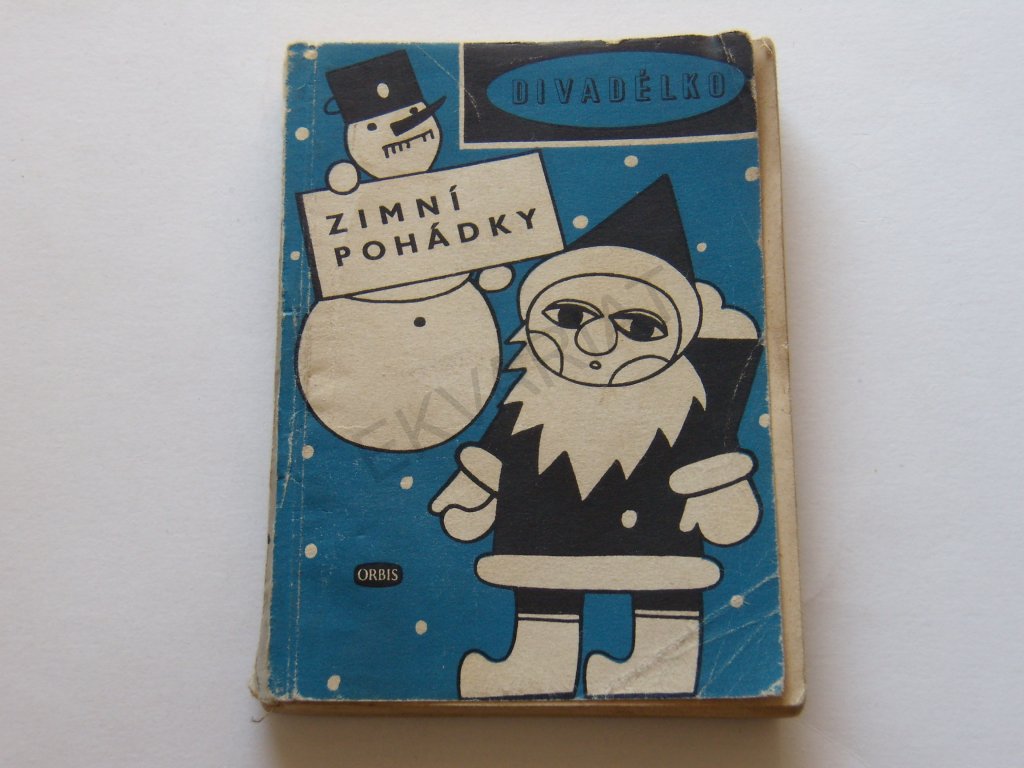 DIVADÉLKO
ZIMNÍ
POHÁDKY
ORBIS